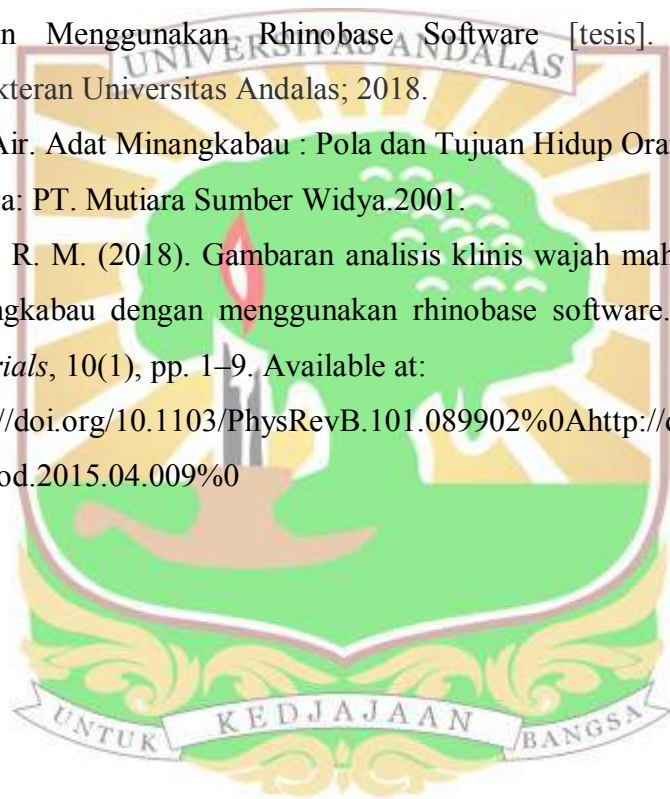 n Menggunakan Rhinobase Software [tesis].
UNIVERSITAS ANDALAS
kteran Universitas Andalas; 2018.
Air. Adat Minangkabau : Pola dan Tujuan Hidup Ora
a: PT. Mutiara Sumber Widya.2001.
R. M. (2018). Gambaran analisis klinis wajah mah
ngkabau dengan menggunakan rhinobase software.
rials, 10(1), pp. 1–9. Available at:
//doi.org/10.1103/PhysRevB.101.089902%0Ahttp://
od.2015.04.009%0
UNTUK KEDJAJAAN BANGSA